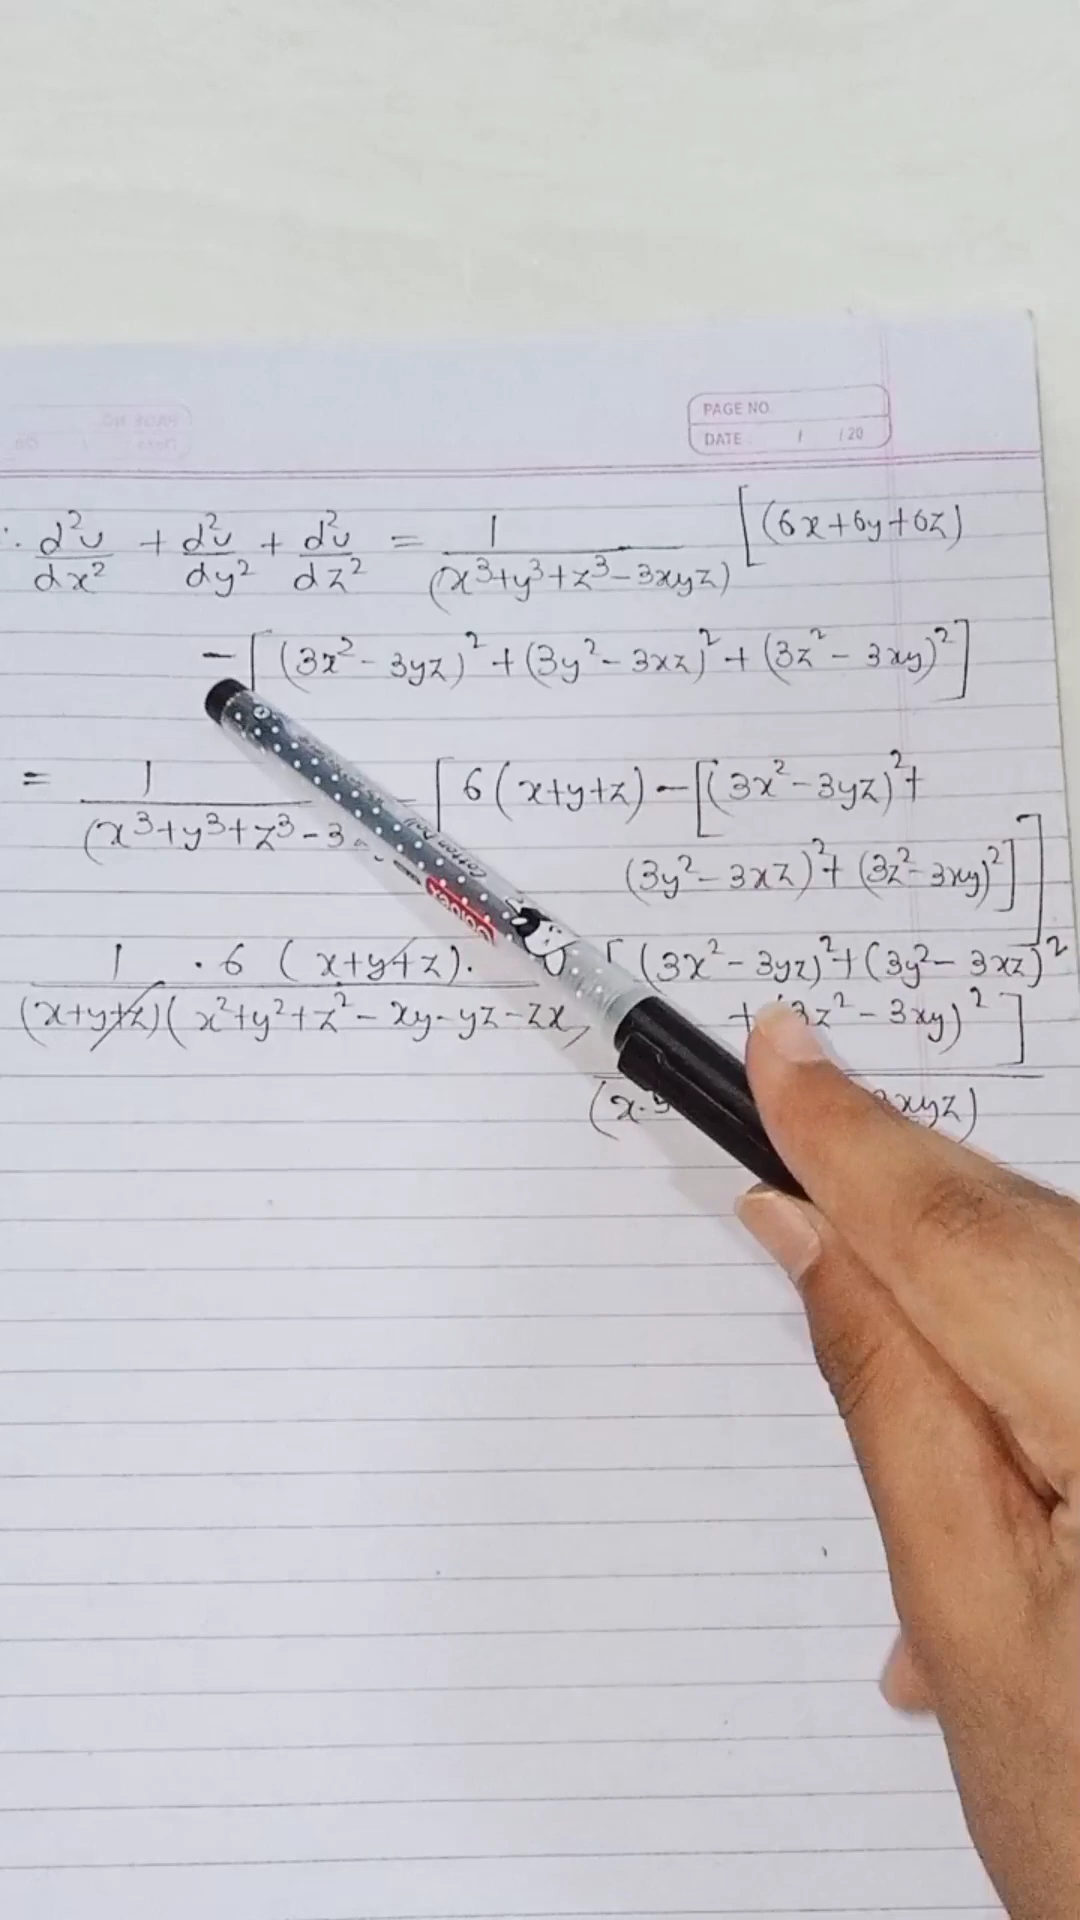 PAGE NO.
DATE / /20
∴ d²u/dx² + d²u/dy² + d²u/dz² = 1/(x³+y³+z³-3xyz) [(6x+6y+6z)
- [(3x²-3yz)²+(3y²-3xz)²+(3z²-3xy)²]
= 1/(x³+y³+z³-3 [6(x+y+z)-[(3x²-3yz)²+
(3y²-3xz)²+(3z²-3xy)²]]
1/(x+y+z)(x²+y²+z²-xy-yz-zx) · 6 (x+y+z). [(3x²-3yz)²+(3y²-3xz)²
+(3z²-3xy)²]
(x xyz)
Cotton Ball